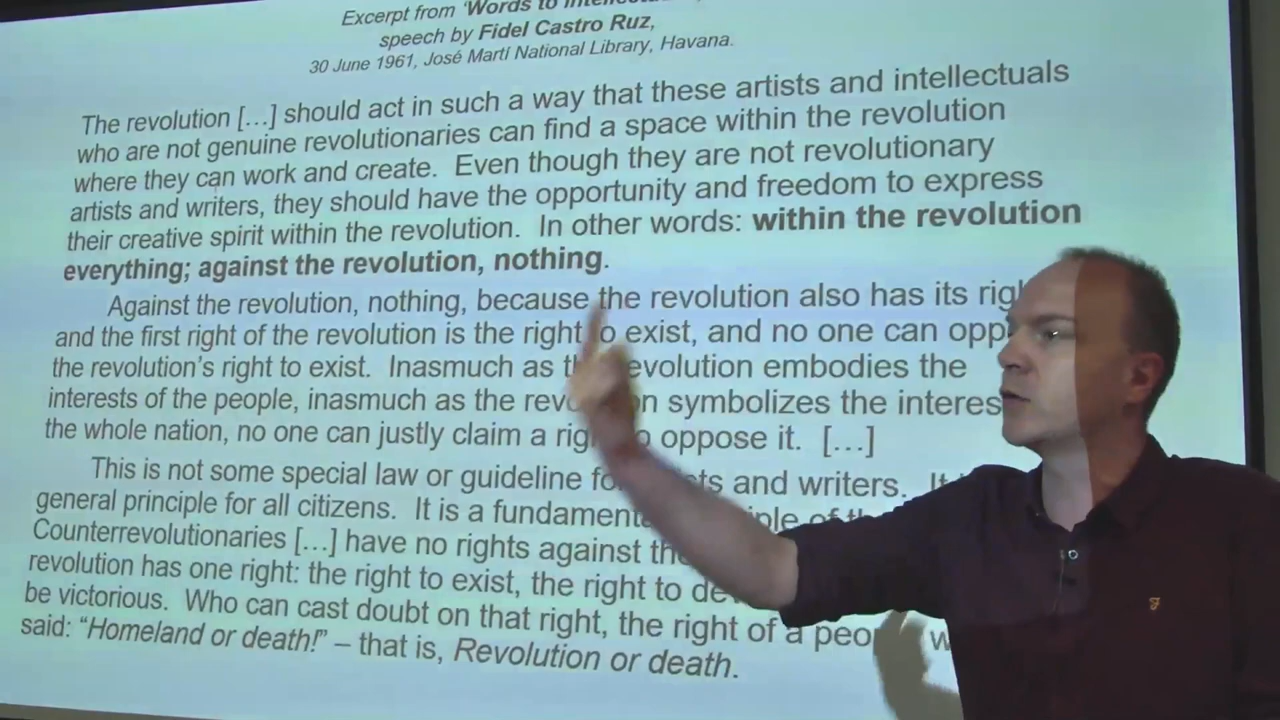 Excerpt from 'Words to Intellectuals
speech by Fidel Castro Ruz,
30 June 1961, José Martí National Library, Havana.
The revolution […] should act in such a way that these artists and intellectuals
who are not genuine revolutionaries can find a space within the revolution
where they can work and create. Even though they are not revolutionary
artists and writers, they should have the opportunity and freedom to express
their creative spirit within the revolution. In other words: within the revolution
everything; against the revolution, nothing.
Against the revolution, nothing, because the revolution also has its
and the first right of the revolution is the right to exist, and no one can
the revolution's right to exist. Inasmuch as evolution embodies the
interests of the people, inasmuch as the symbolizes the
the whole nation, no one can justly claim a oppose it. […]
This is not some special law or guideline and writers.
general principle for all citizens. It is a
Counterrevolutionaries […] have no rights against
revolution has one right: the right to exist, the right to
be victorious. Who can cast doubt on that right, the right of a
said: "Homeland or death!" – that is, Revolution or death.